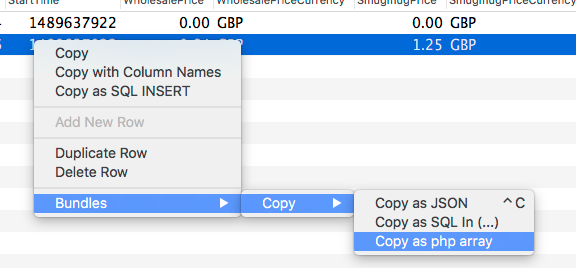 StartTime WholesalePrice WholesalePriceCurrency SmugmugPrice SmugmugPriceCurrency
1489637922 0.00 GBP 0.00 GBP
1.25 GBP
Copy
Copy with Column Names
Copy as SQL INSERT
Add New Row
Duplicate Row
Delete Row
Bundles
Copy
Copy as JSON ^ C
Copy as SQL In (...)
Copy as php array